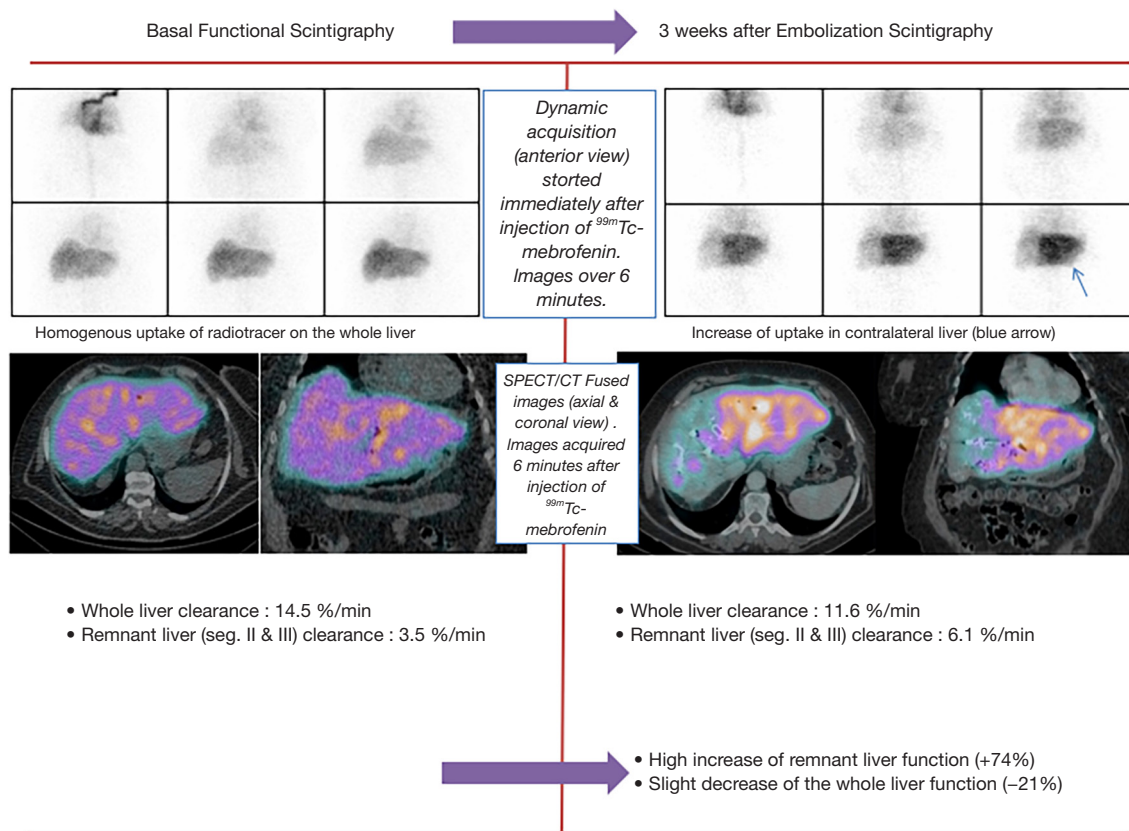 Basal Functional Scintigraphy
3 weeks after Embolization Scintigraphy
Dynamic
acquisition
(anterior view)
storted
immediately after
injection of ⁹⁹ᵐTc-
mebrofenin.
Images over 6
minutes.
Homogenous uptake of radiotracer on the whole liver
Increase of uptake in contralateral liver (blue arrow)
SPECT/CT Fused
images (axial &
coronal view) .
Images acquired
6 minutes after
injection of
⁹⁹ᵐTc-
mebrofenin
• Whole liver clearance : 14.5 %/min
• Remnant liver (seg. II & III) clearance : 3.5 %/min
• Whole liver clearance : 11.6 %/min
• Remnant liver (seg. II & III) clearance : 6.1 %/min
• High increase of remnant liver function (+74%)
• Slight decrease of the whole liver function (–21%)